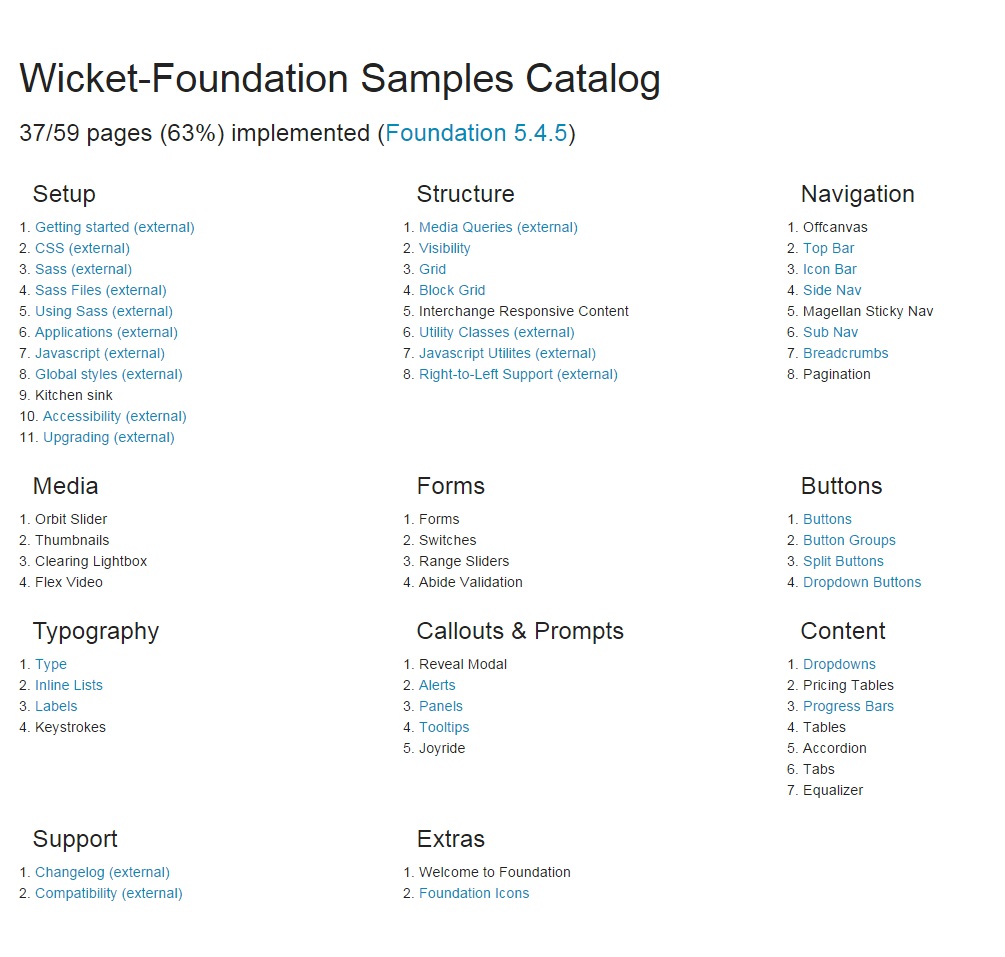 Wicket-Foundation Samples Catalog
37/59 pages (63%) implemented (Foundation 5.4.5)
Setup
1. Getting started (external)
2. CSS (external)
3. Sass (external)
4. Sass Files (external)
5. Using Sass (external)
6. Applications (external)
7. Javascript (external)
8. Global styles (external)
9. Kitchen sink
10. Accessibility (external)
11. Upgrading (external)
Structure
1. Media Queries (external)
2. Visibility
3. Grid
4. Block Grid
5. Interchange Responsive Content
6. Utility Classes (external)
7. Javascript Utilites (external)
8. Right-to-Left Support (external)
Navigation
1. Offcanvas
2. Top Bar
3. Icon Bar
4. Side Nav
5. Magellan Sticky Nav
6. Sub Nav
7. Breadcrumbs
8. Pagination
Media
1. Orbit Slider
2. Thumbnails
3. Clearing Lightbox
4. Flex Video
Forms
1. Forms
2. Switches
3. Range Sliders
4. Abide Validation
Buttons
1. Buttons
2. Button Groups
3. Split Buttons
4. Dropdown Buttons
Typography
1. Type
2. Inline Lists
3. Labels
4. Keystrokes
Callouts & Prompts
1. Reveal Modal
2. Alerts
3. Panels
4. Tooltips
5. Joyride
Content
1. Dropdowns
2. Pricing Tables
3. Progress Bars
4. Tables
5. Accordion
6. Tabs
7. Equalizer
Support
1. Changelog (external)
2. Compatibility (external)
Extras
1. Welcome to Foundation
2. Foundation Icons